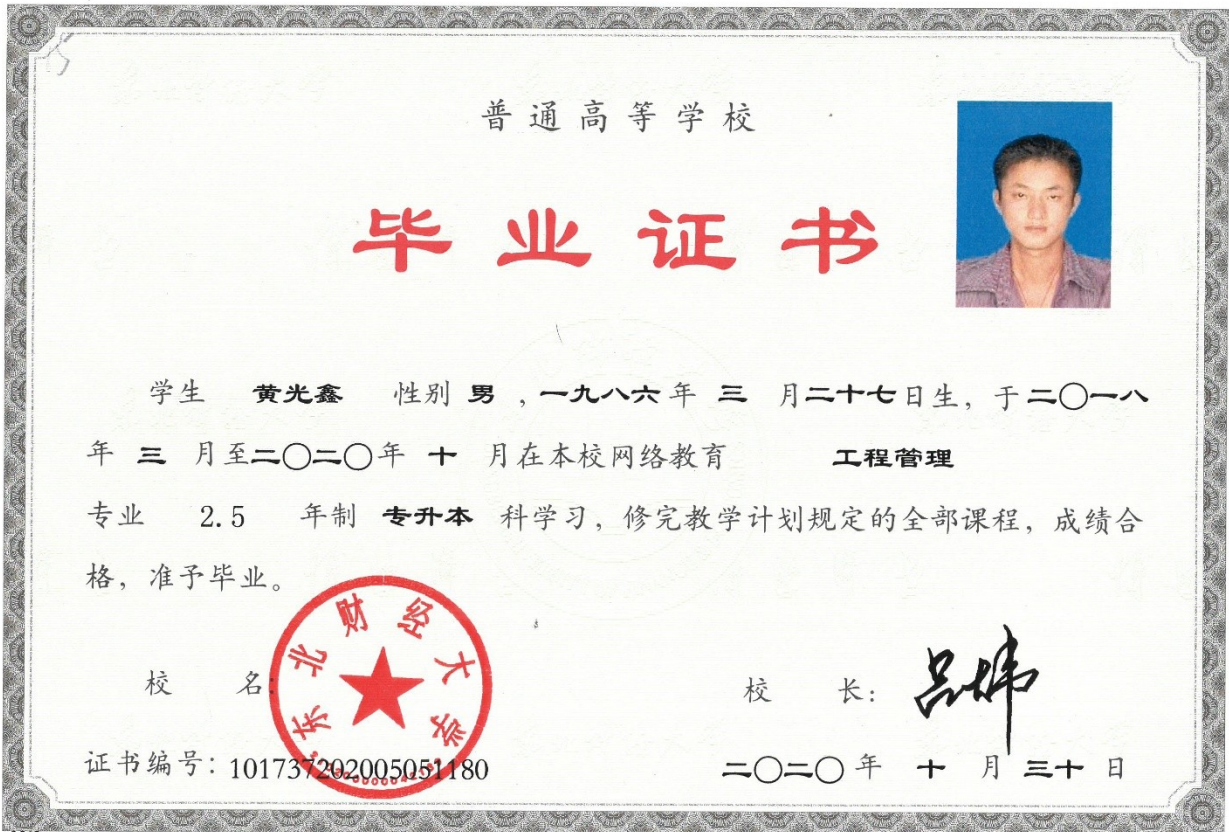 普通高等学校
毕业证书
学生 黄光鑫 性别 男 ，一九八六年 三 月二十七日生，于二〇一八
年 三 月至二〇二〇年 十 月在本校网络教育 工程管理
专业 2.5 年制 专升本 科学习，修完教学计划规定的全部课程，成绩合
格，准予毕业。
东北财经大学
校 名：
校 长：吕炜
证书编号：101737202005051180
二〇二〇年 十 月 三十 日